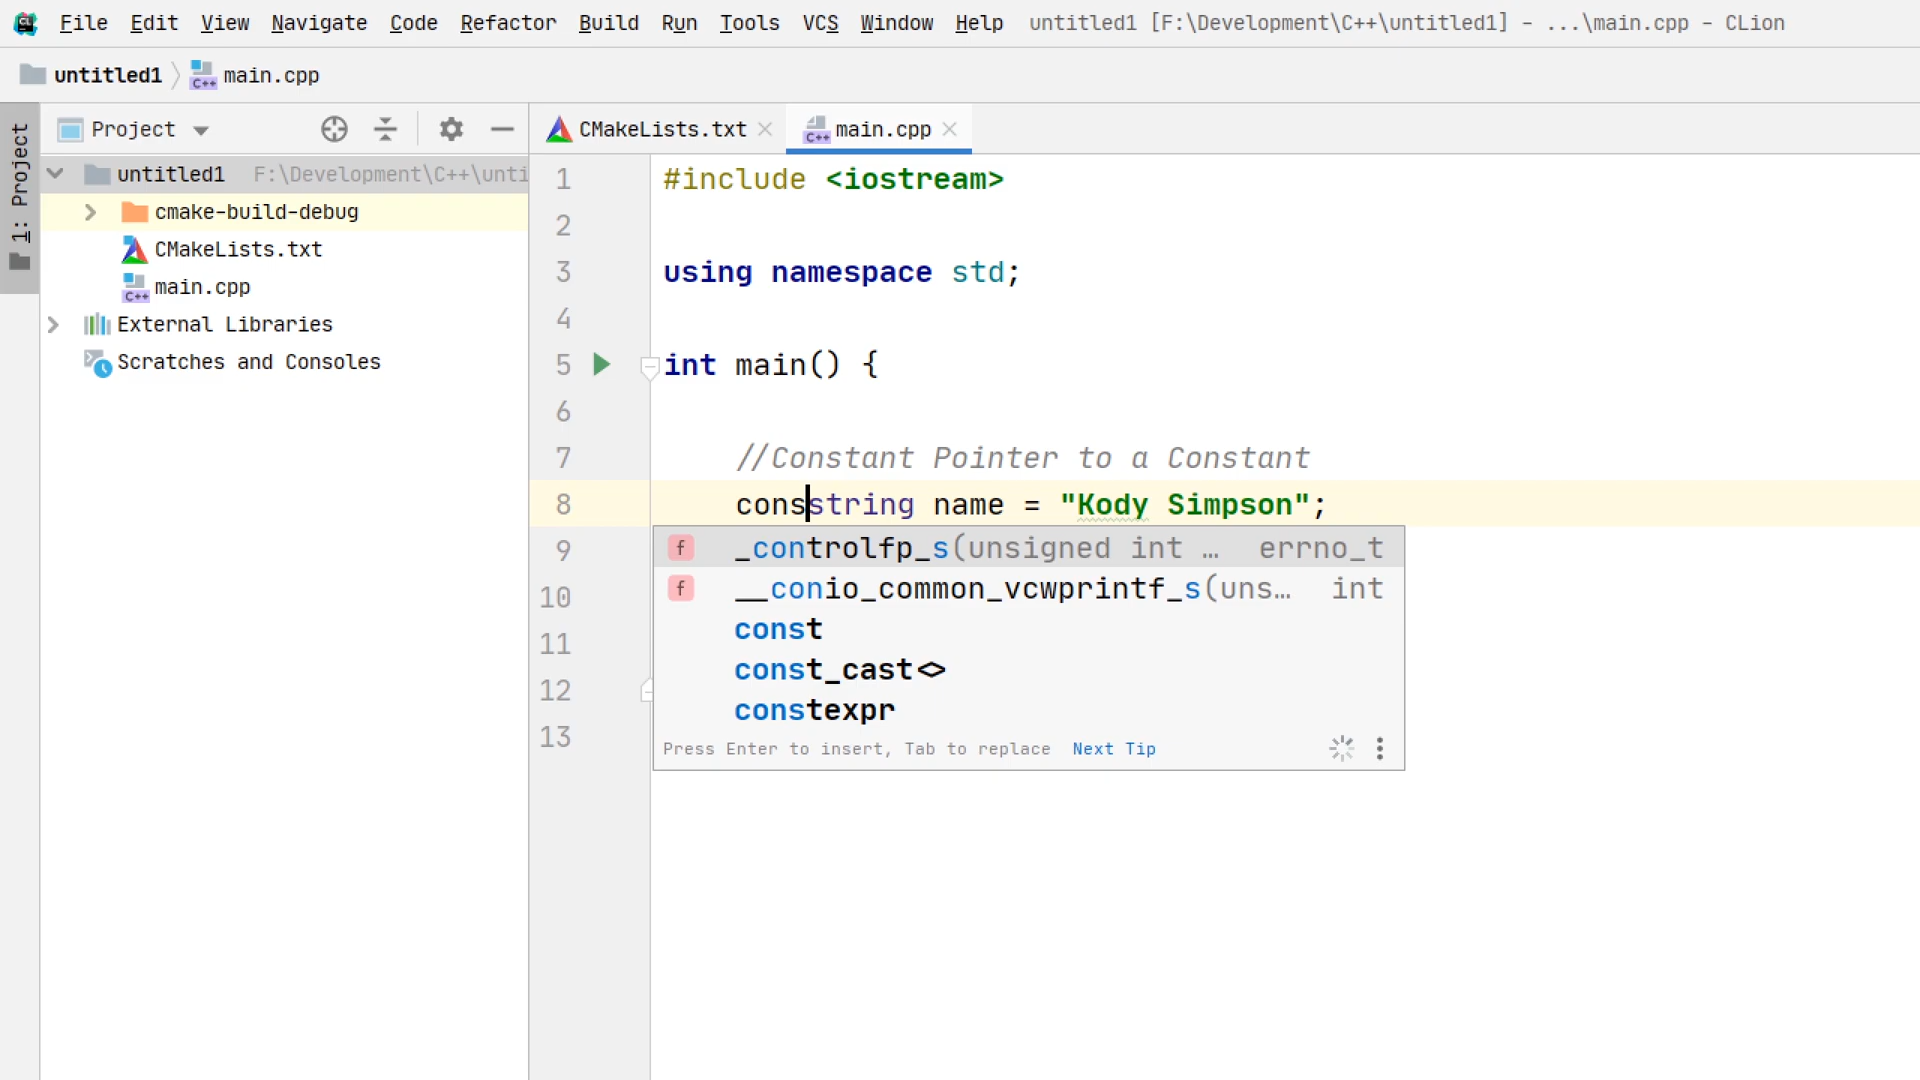 File Edit View Navigate Code Refactor Build Run Tools VCS Window Help untitled1 [F:\Development\C++\untitled1] - ...\main.cpp - CLion
untitled1 main.cpp
1: Project
Project
untitled1 F:\Development\C++\unti
cmake-build-debug
CMakeLists.txt
main.cpp
External Libraries
Scratches and Consoles
CMakeLists.txt main.cpp
1 #include <iostream>
2
3 using namespace std;
4
5 int main() {
6
7 //Constant Pointer to a Constant
8 consstring name = "Kody Simpson";
9
10
11
12
13
f _controlfp_s(unsigned int … errno_t
f __conio_common_vcwprintf_s(uns… int
const
const_cast<>
constexpr
Press Enter to insert, Tab to replace Next Tip